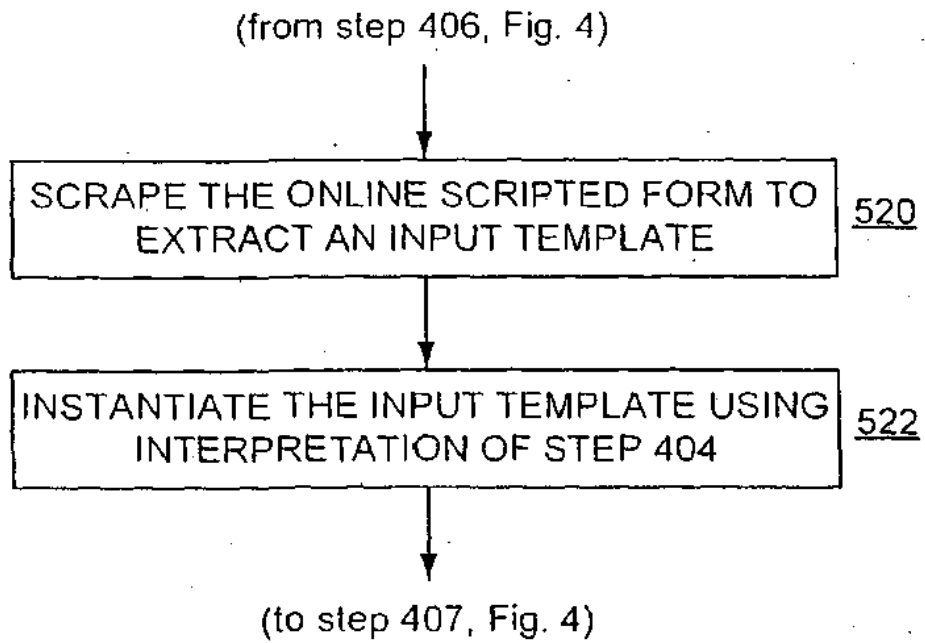 (from step 406, Fig. 4)
SCRAPE THE ONLINE SCRIPTED FORM TO
EXTRACT AN INPUT TEMPLATE
520
INSTANTIATE THE INPUT TEMPLATE USING
INTERPRETATION OF STEP 404
522
(to step 407, Fig. 4)